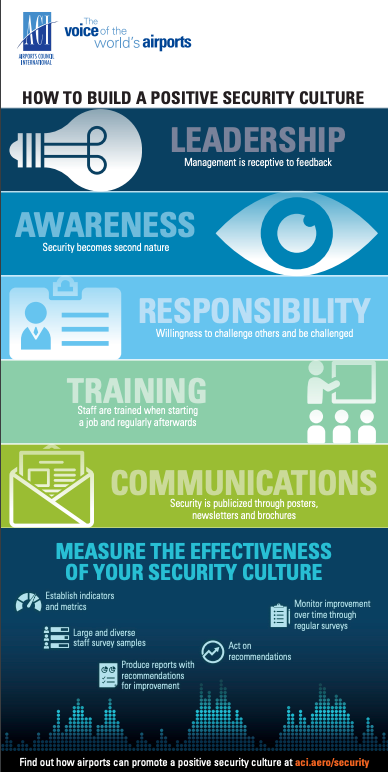 ACI
AIRPORTS COUNCIL
INTERNATIONAL
The
voice of the
world's airports
HOW TO BUILD A POSITIVE SECURITY CULTURE
LEADERSHIP
Management is receptive to feedback
AWARENESS
Security becomes second nature
RESPONSIBILITY
Willingness to challenge others and be challenged
TRAINING
Staff are trained when starting
a job and regularly afterwards
COMMUNICATIONS
Security is publicized through posters,
newsletters and brochures
MEASURE THE EFFECTIVENESS
OF YOUR SECURITY CULTURE
Establish indicators
and metrics
Large and diverse
staff survey samples
Produce reports with
recommendations
for improvement
Act on
recommendations
Monitor improvement
over time through
regular surveys
Find out how airports can promote a positive security culture at aci.aero/security